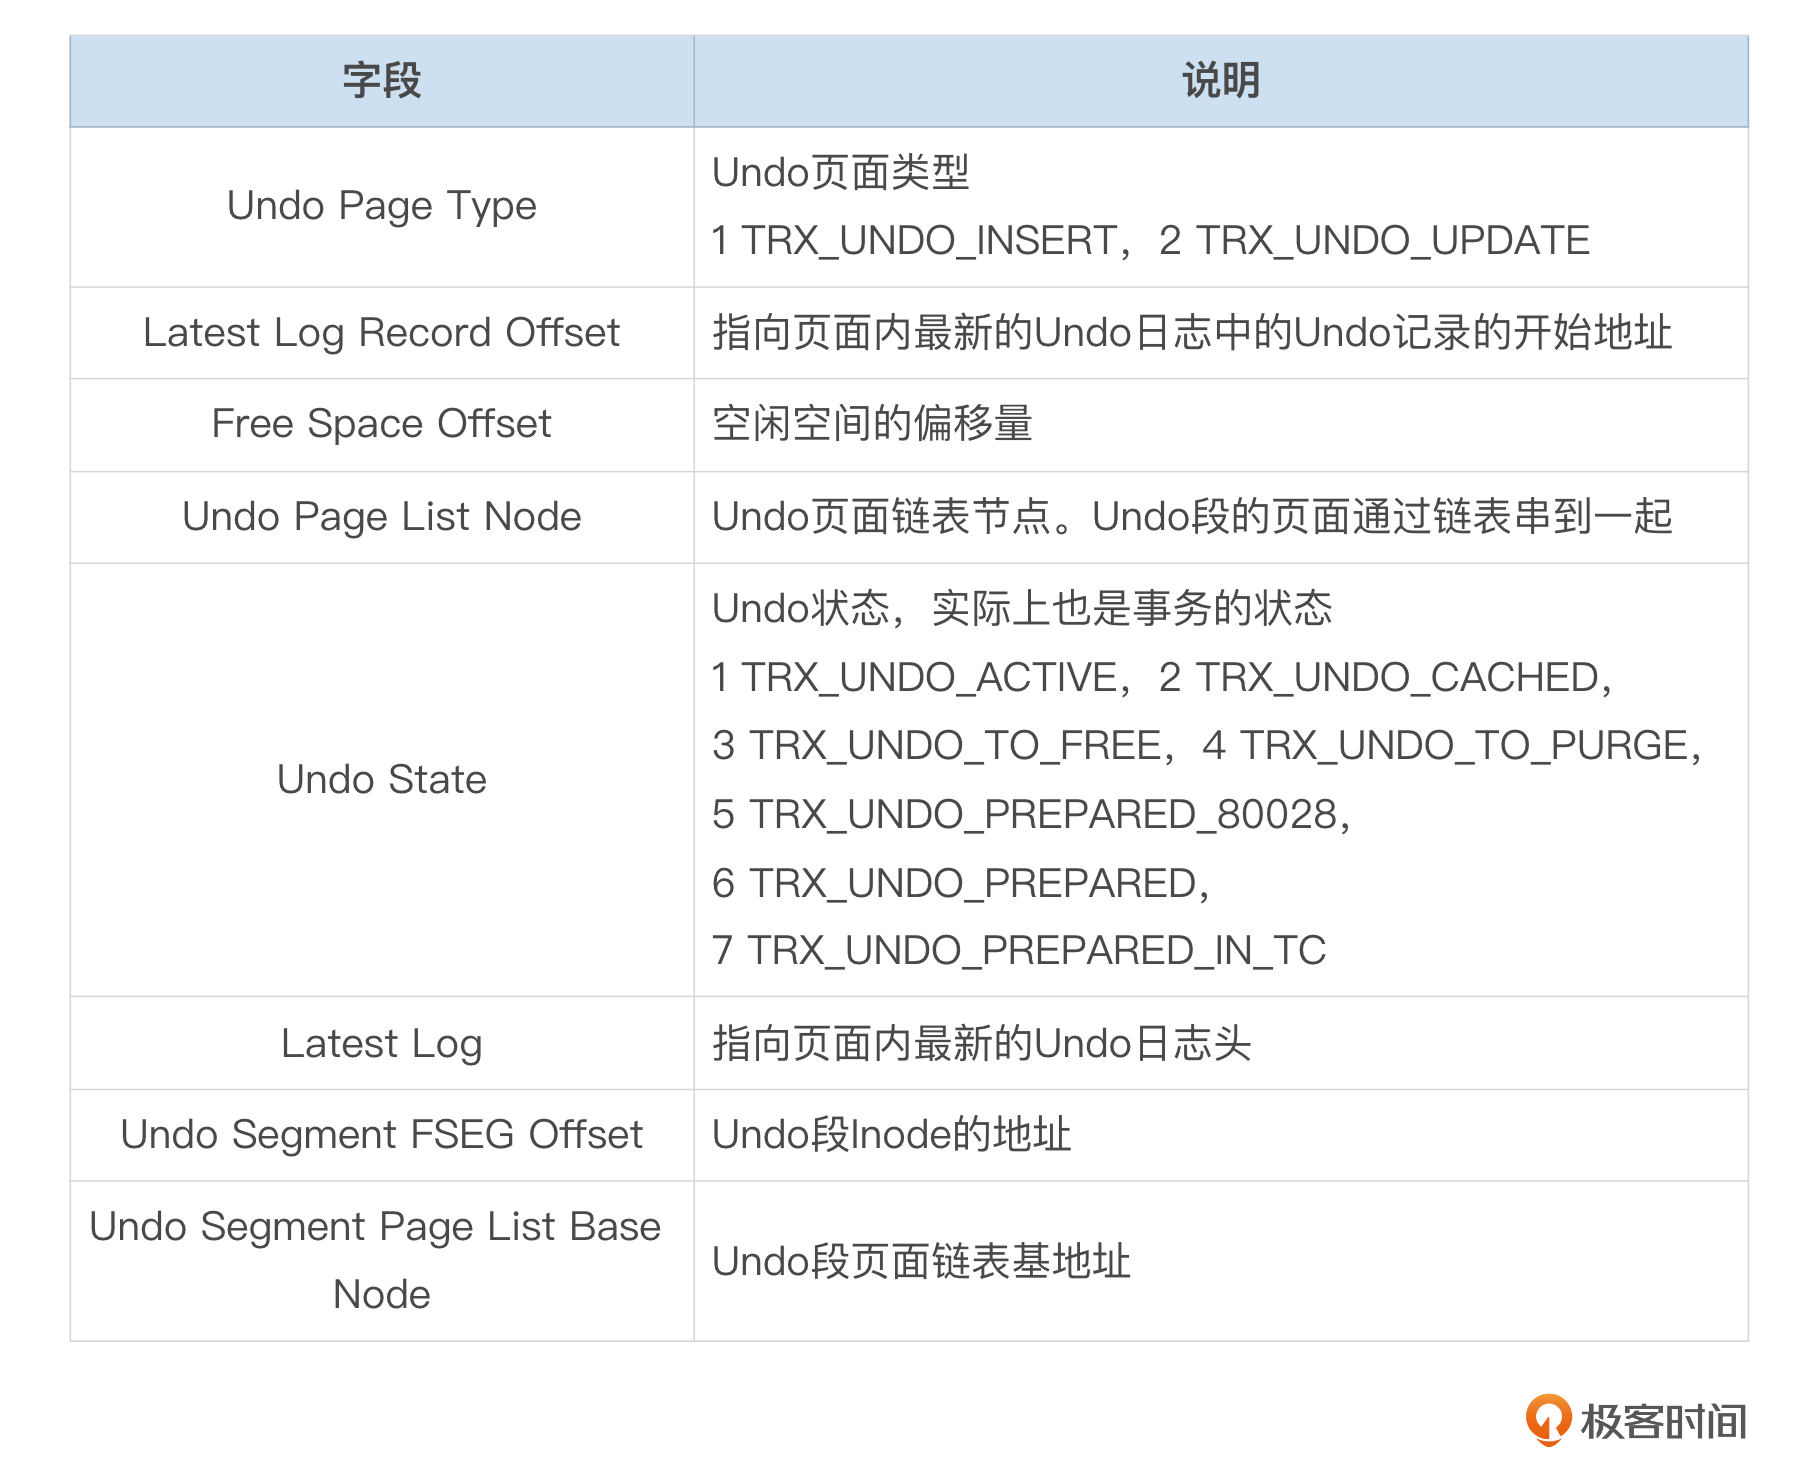 字段
说明
Undo Page Type
Undo页面类型
1 TRX_UNDO_INSERT，2 TRX_UNDO_UPDATE
Latest Log Record Offset
指向页面内最新的Undo日志中的Undo记录的开始地址
Free Space Offset
空闲空间的偏移量
Undo Page List Node
Undo页面链表节点。Undo段的页面通过链表串到一起
Undo State
Undo状态，实际上也是事务的状态
1 TRX_UNDO_ACTIVE，2 TRX_UNDO_CACHED，
3 TRX_UNDO_TO_FREE，4 TRX_UNDO_TO_PURGE，
5 TRX_UNDO_PREPARED_80028，
6 TRX_UNDO_PREPARED，
7 TRX_UNDO_PREPARED_IN_TC
Latest Log
指向页面内最新的Undo日志头
Undo Segment FSEG Offset
Undo段Inode的地址
Undo Segment Page List Base
Node
Undo段页面链表基地址
极客时间